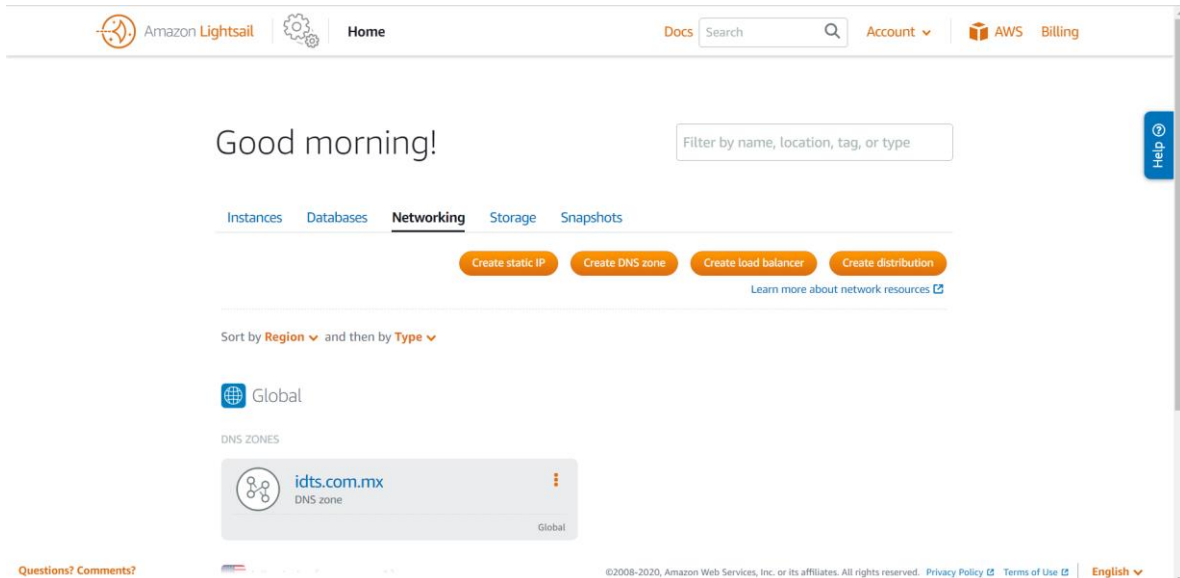 Amazon Lightsail Home Docs Search Account AWS Billing
Good morning!
Filter by name, location, tag, or type
Help
Instances Databases Networking Storage Snapshots
Create static IP Create DNS zone Create load balancer Create distribution
Learn more about network resources
Sort by Region and then by Type
Global
DNS ZONES
idts.com.mx
DNS zone
Global
Questions? Comments? ©2008-2020, Amazon Web Services, Inc. or its affiliates. All rights reserved. Privacy Policy Terms of Use English